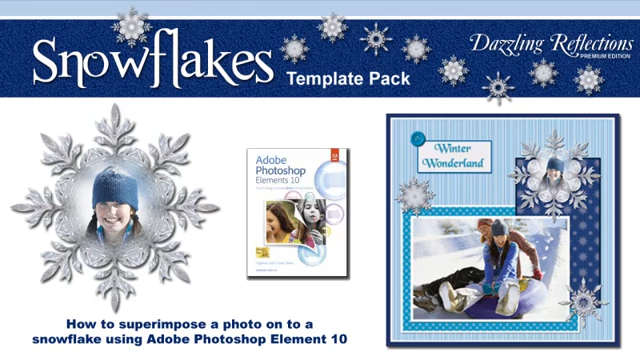 Snowflakes
Template Pack
Dazzling Reflections
PREMIUM EDITION
Adobe
Photoshop
Elements 10
Winter
Wonderland
How to superimpose a photo on to a
snowflake using Adobe Photoshop Element 10